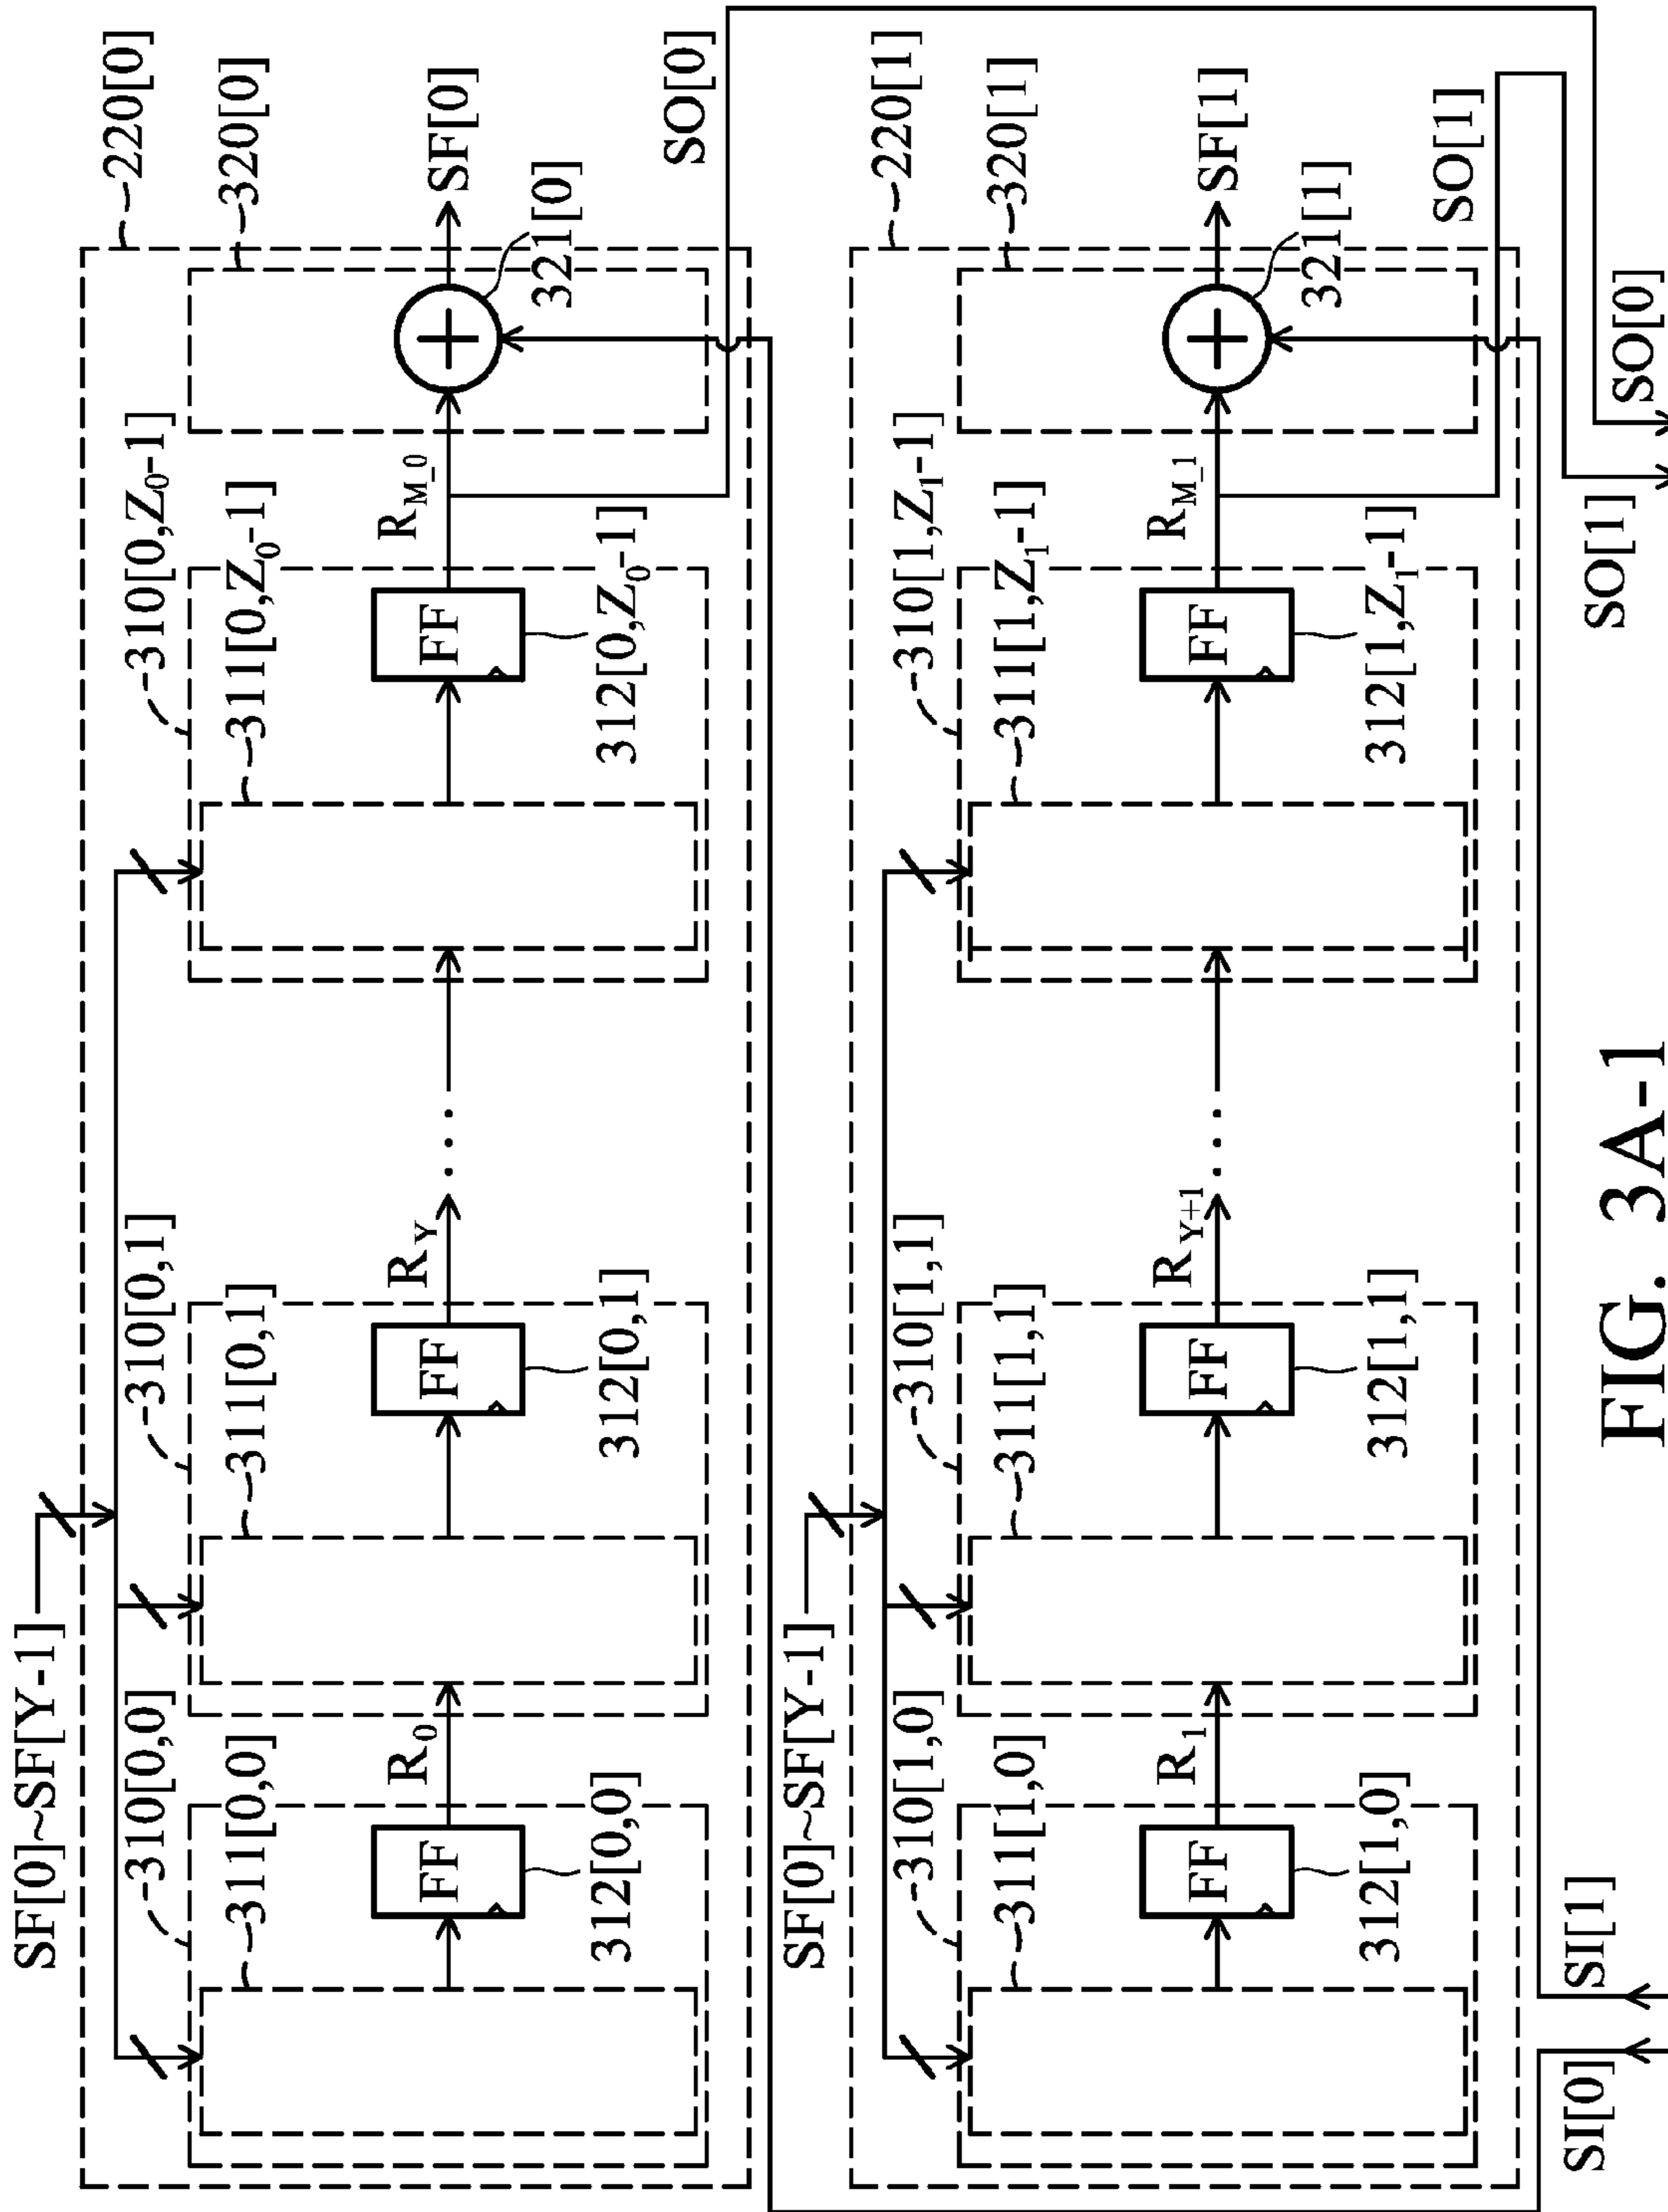 SF[0]~SF[Y-1]
310[0,0]
311[0,0]
FF
312[0,0]
R0
310[0,1]
311[0,1]
FF
312[0,1]
RY
. . .
310[0,Z0-1]
311[0,Z0-1]
FF
312[0,Z0-1]
RM_0
220[0]
320[0]
SF[0]
321[0]
SO[0]
SF[0]~SF[Y-1]
310[1,0]
311[1,0]
FF
312[1,0]
R1
310[1,1]
311[1,1]
FF
312[1,1]
RY+1
. . .
310[1,Z1-1]
311[1,Z1-1]
FF
312[1,Z1-1]
RM_1
220[1]
320[1]
SF[1]
321[1]
SO[1]
SI[0]
SI[1]
SO[1]
SO[0]
FIG. 3A-1